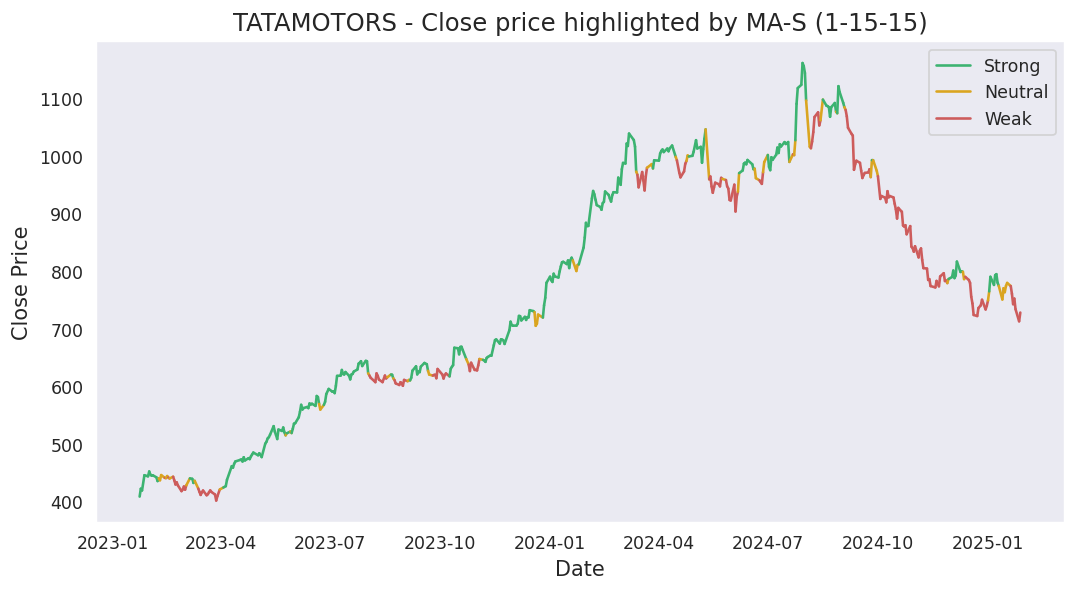 TATAMOTORS - Close price highlighted by MA-S (1-15-15)
Strong
Neutral
Weak
Close Price
1100
1000
900
800
700
600
500
400
2023-01
2023-04
2023-07
2023-10
2024-01
2024-04
2024-07
2024-10
2025-01
Date